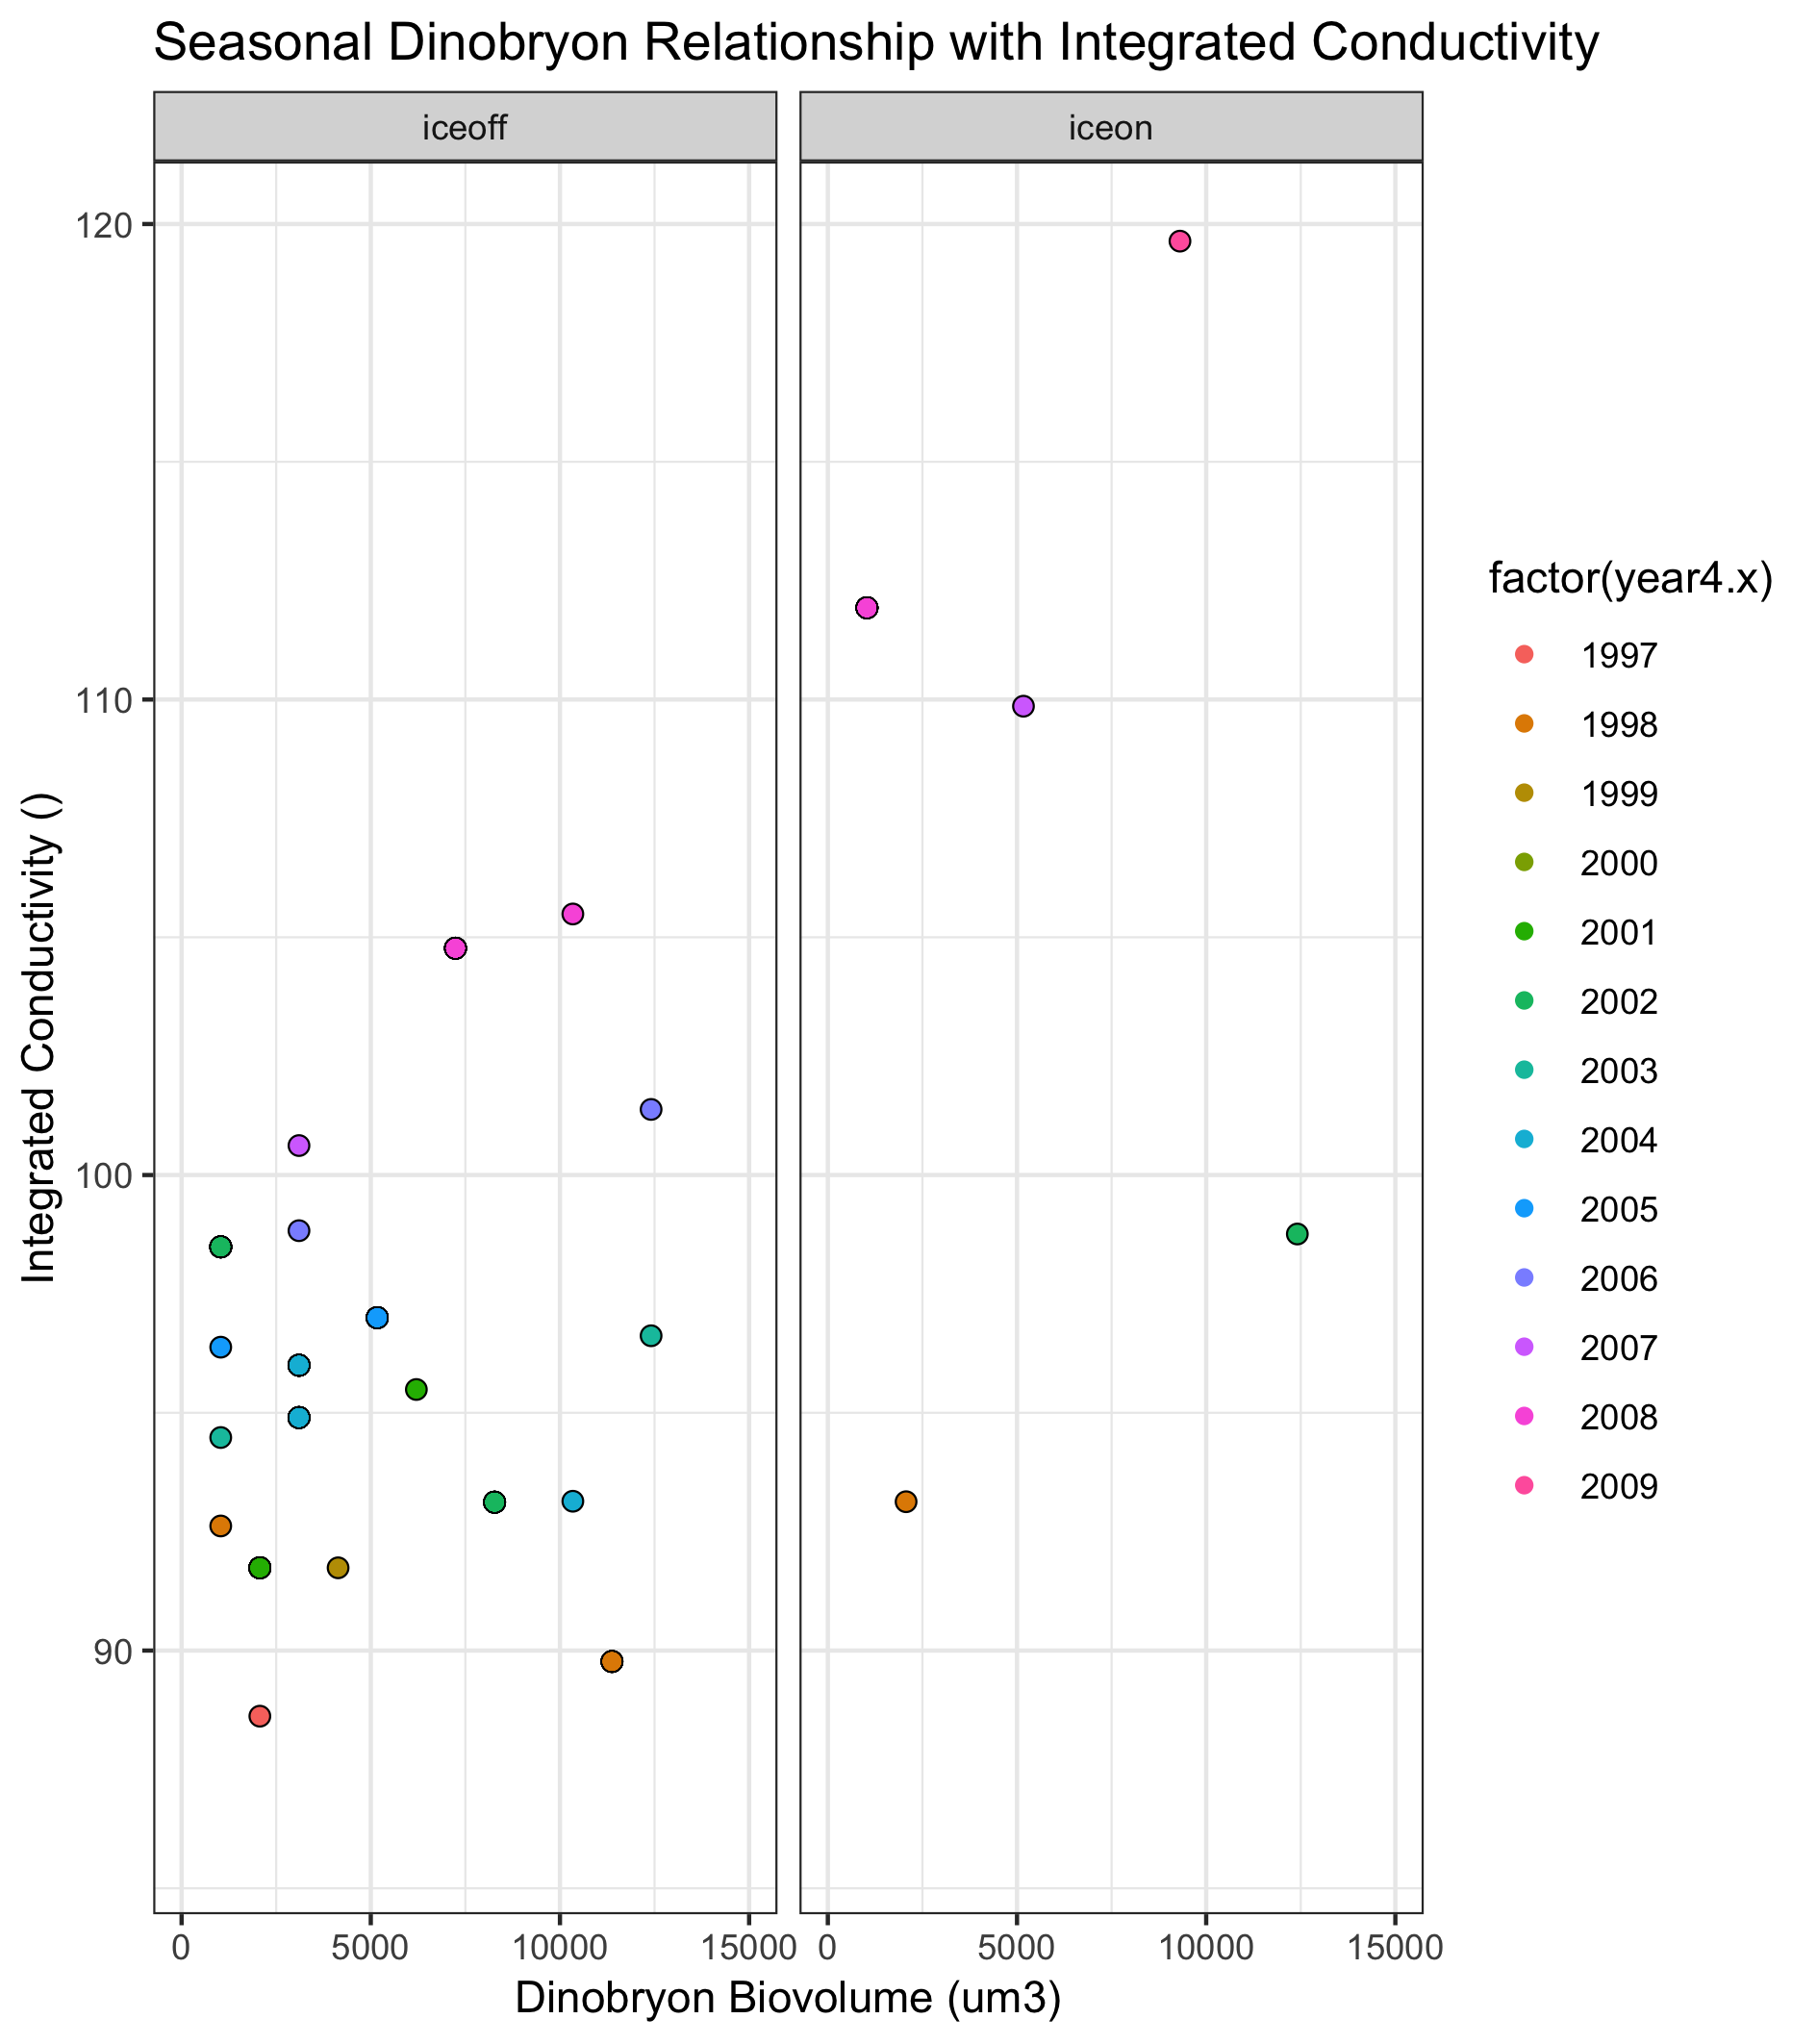 Seasonal Dinobryon Relationship with Integrated Conductivity
iceoff
iceon
120
110
100
90
Integrated Conductivity ()
0 5000 10000 15000
0 5000 10000 15000
Dinobryon Biovolume (um3)
factor(year4.x)
1997
1998
1999
2000
2001
2002
2003
2004
2005
2006
2007
2008
2009